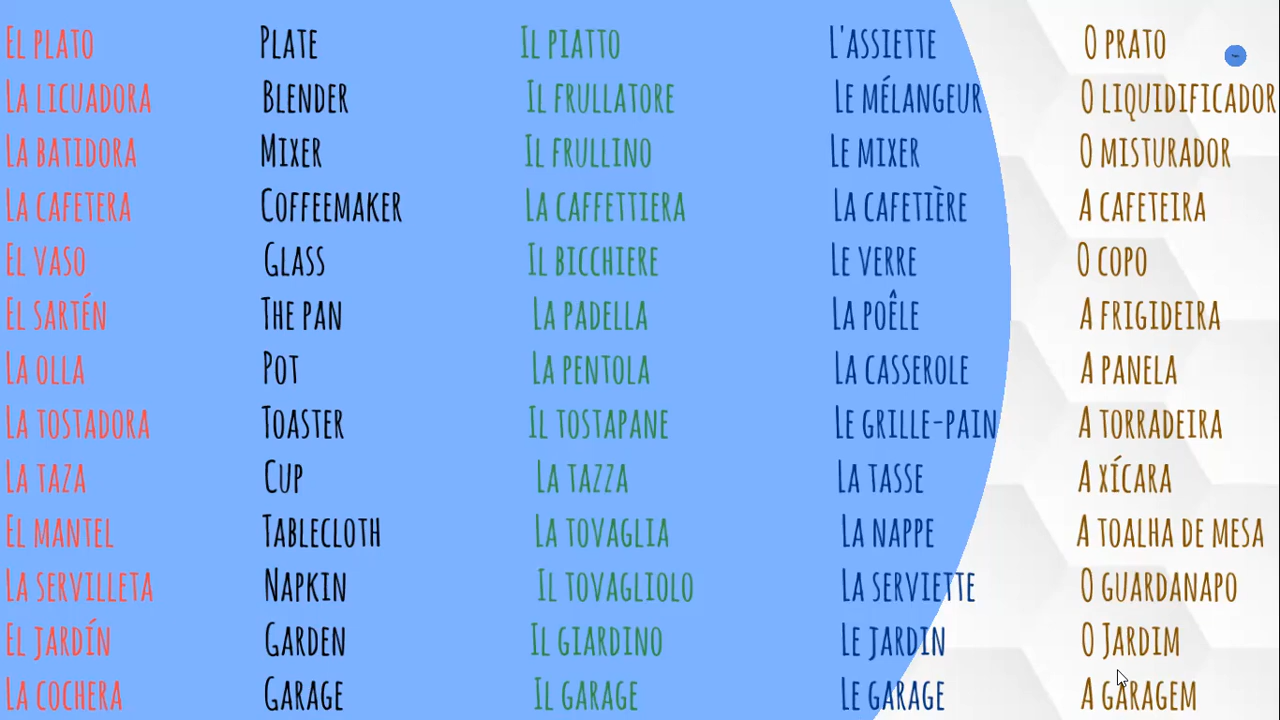 El plato Plate Il piatto L'assiette O prato
La licuadora Blender Il frullatore Le mélangeur O liquidificador
La batidora Mixer Il frullino Le mixer O misturador
La cafetera Coffeemaker La caffettiera La cafetière A cafeteira
El vaso Glass Il bicchiere Le verre O copo
El sartén The pan La padella La poêle A frigideira
La olla Pot La pentola La casserole A panela
La tostadora Toaster Il tostapane Le grille-pain A torradeira
La taza Cup La tazza La tasse A xícara
El mantel Tablecloth La tovaglia La nappe A toalha de mesa
La servilleta Napkin Il tovagliolo La serviette O guardanapo
El jardín Garden Il giardino Le jardin O Jardim
La cochera Garage Il garage Le garage A garagem